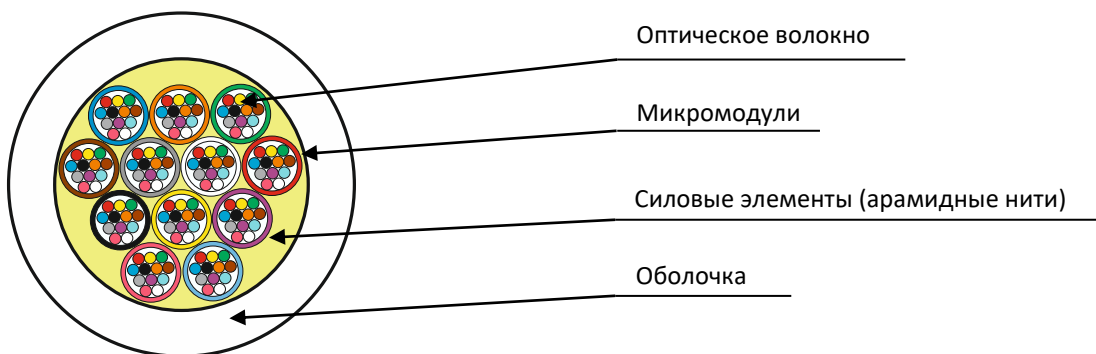 Оптическое волокно
Микромодули
Силовые элементы (арамидные нити)
Оболочка